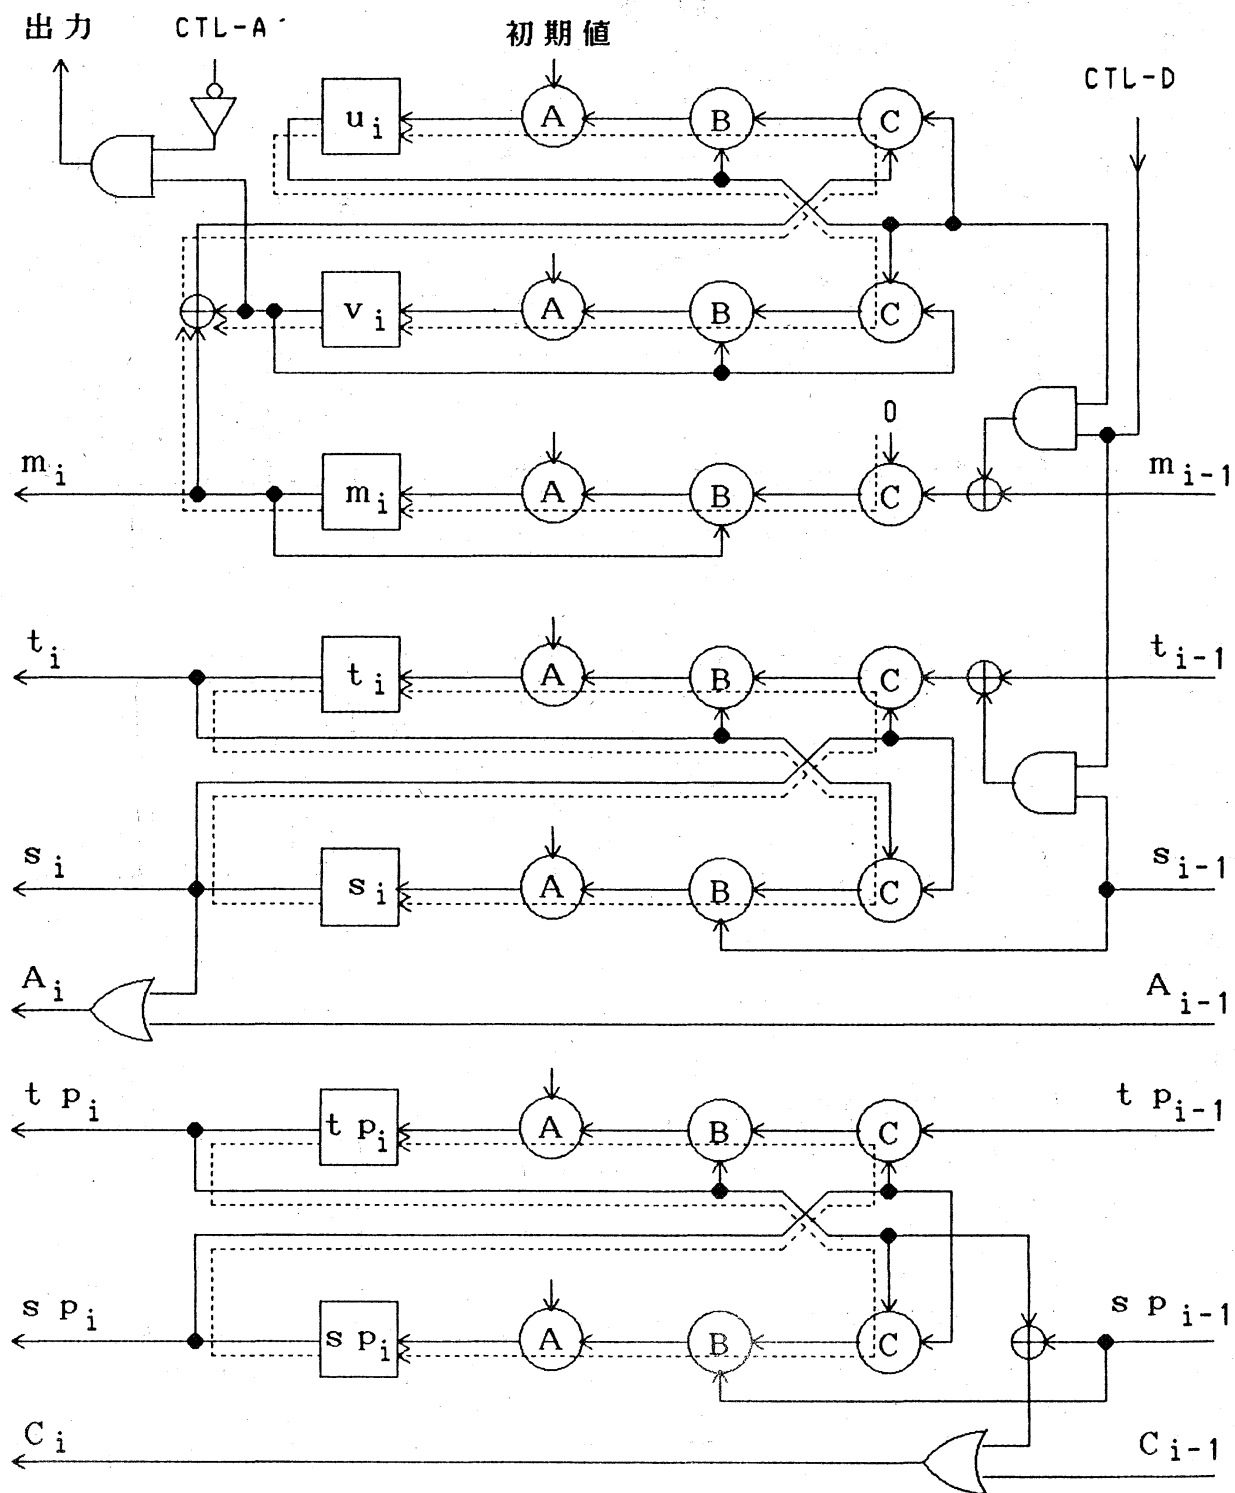 出力 CTL-A 初期値
CTL-D
u i A B C
v i A B C
0
m i m i A B C m i-1
t i t i A B C t i-1
s i s i A B C s i-1
A i A i-1
t p i t p i A B C t p i-1
s p i s p i A B C s p i-1
C i C i-1